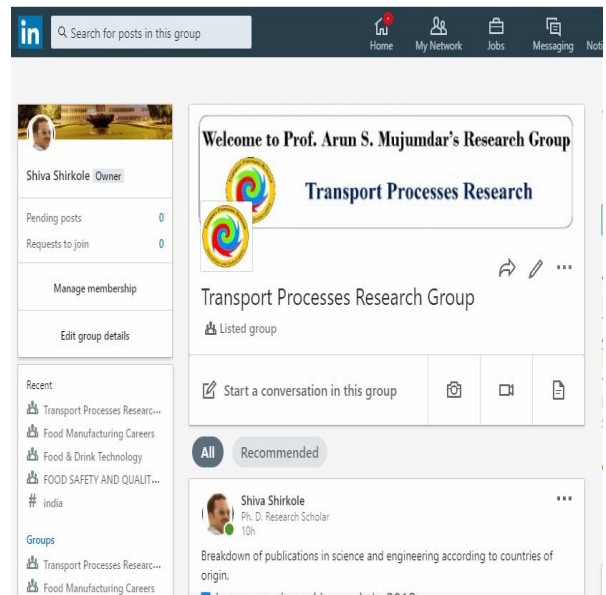 in
Search for posts in this group
Home
My Network
Jobs
Messaging
Shiva Shirkole Owner
Pending posts 0
Requests to join 0
Manage membership
Edit group details
Recent
Transport Processes Researc...
Food Manufacturing Careers
Food & Drink Technology
FOOD SAFETY AND QUALIT...
# india
Groups
Transport Processes Researc...
Food Manufacturing Careers
Welcome to Prof. Arun S. Mujumdar's Research Group
Transport Processes Research
Transport Processes Research Group
Listed group
Start a conversation in this group
All
Recommended
Shiva Shirkole
Ph. D. Research Scholar
10h
Breakdown of publications in science and engineering according to countries of
origin.